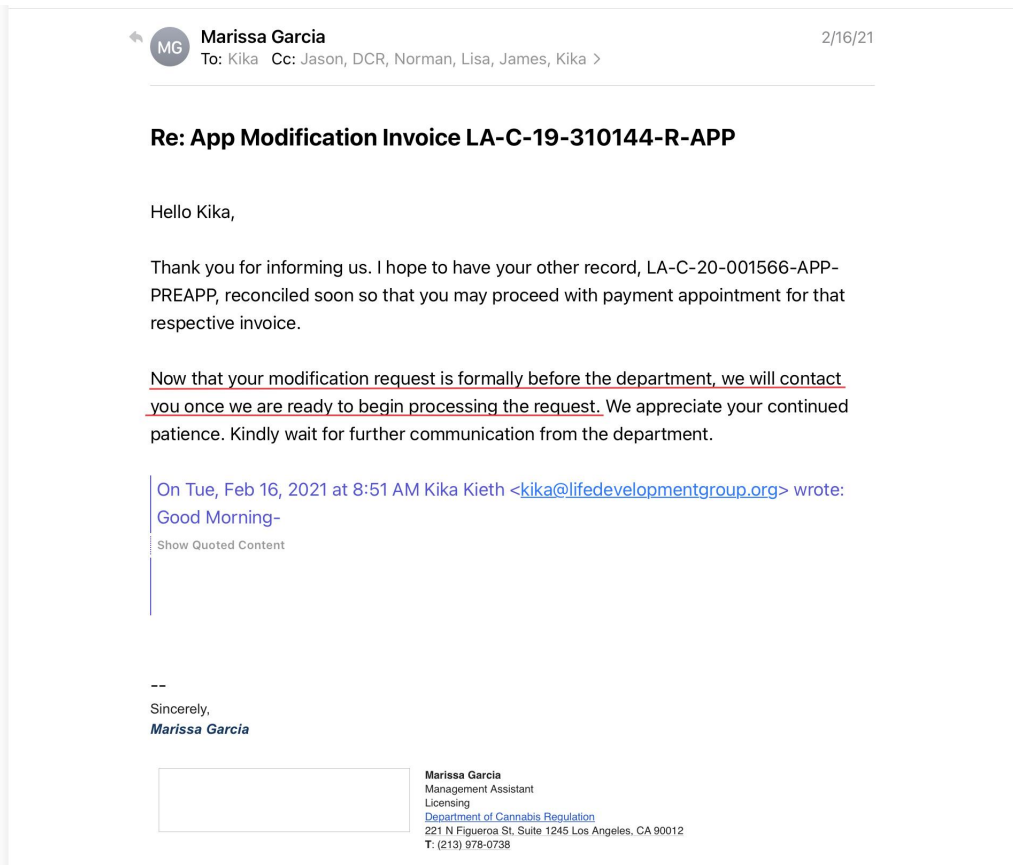 MG
Marissa Garcia
2/16/21
To: Kika Cc: Jason, DCR, Norman, Lisa, James, Kika >
Re: App Modification Invoice LA-C-19-310144-R-APP
Hello Kika,
Thank you for informing us. I hope to have your other record, LA-C-20-001566-APP-
PREAPP, reconciled soon so that you may proceed with payment appointment for that
respective invoice.
Now that your modification request is formally before the department, we will contact
you once we are ready to begin processing the request. We appreciate your continued
patience. Kindly wait for further communication from the department.
On Tue, Feb 16, 2021 at 8:51 AM Kika Kieth <kika@lifedevelopmentgroup.org> wrote:
Good Morning-
Show Quoted Content
--
Sincerely,
Marissa Garcia
Marissa Garcia
Management Assistant
Licensing
Department of Cannabis Regulation
221 N Figueroa St, Suite 1245 Los Angeles, CA 90012
T: (213) 978-0738